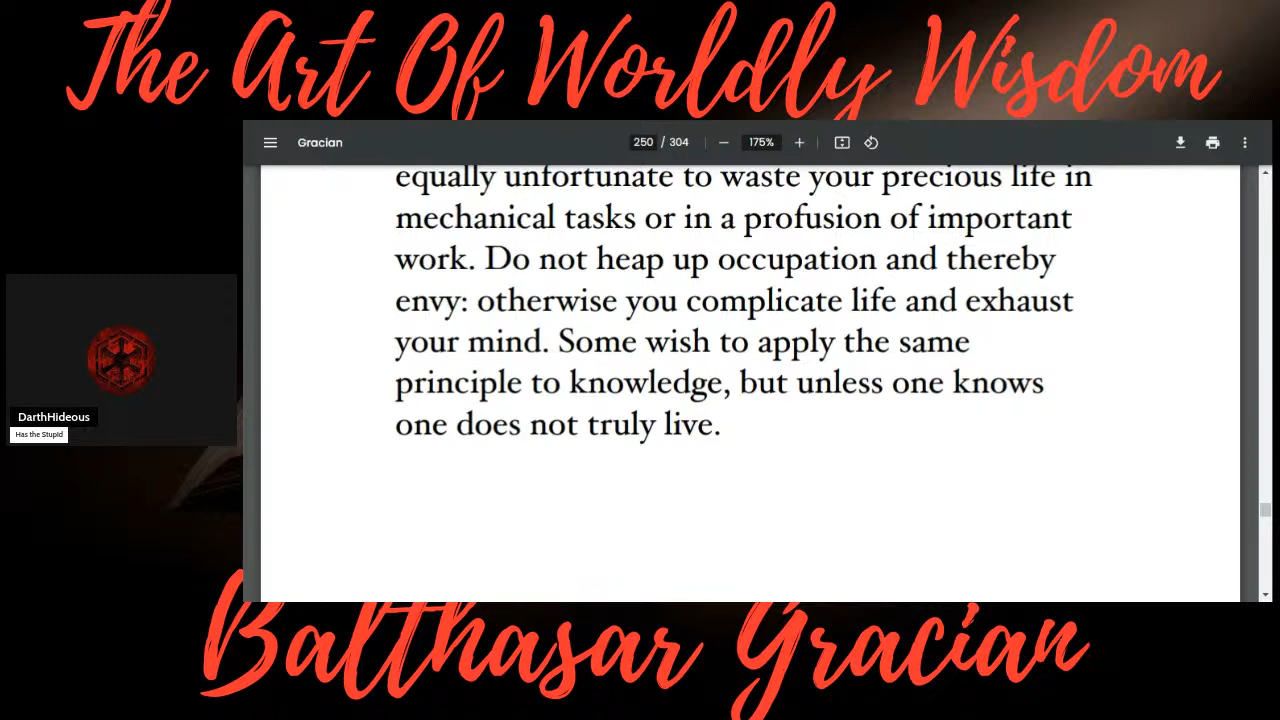 The Art Of Worldly Wisdom
Gracian
250 / 304
175%
equally unfortunate to waste your precious life in
mechanical tasks or in a profusion of important
work. Do not heap up occupation and thereby
envy: otherwise you complicate life and exhaust
your mind. Some wish to apply the same
principle to knowledge, but unless one knows
one does not truly live.
DarthHideous
Has the Stupid
Balthasar Gracian